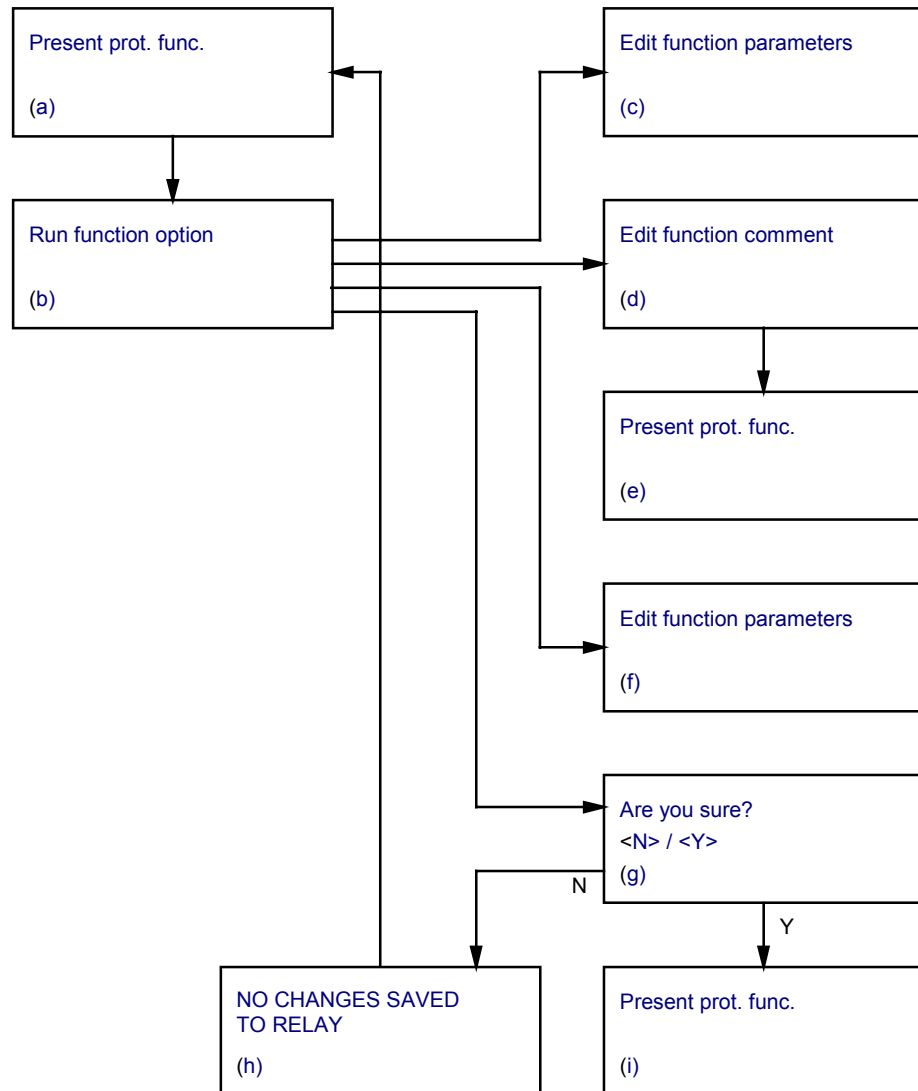 Present prot. func.
(a)
Edit function parameters
(c)
Run function option
(b)
Edit function comment
(d)
Present prot. func.
(e)
Edit function parameters
(f)
Are you sure?
<N> / <Y>
(g)
N
Y
NO CHANGES SAVED
TO RELAY
(h)
Present prot. func.
(i)